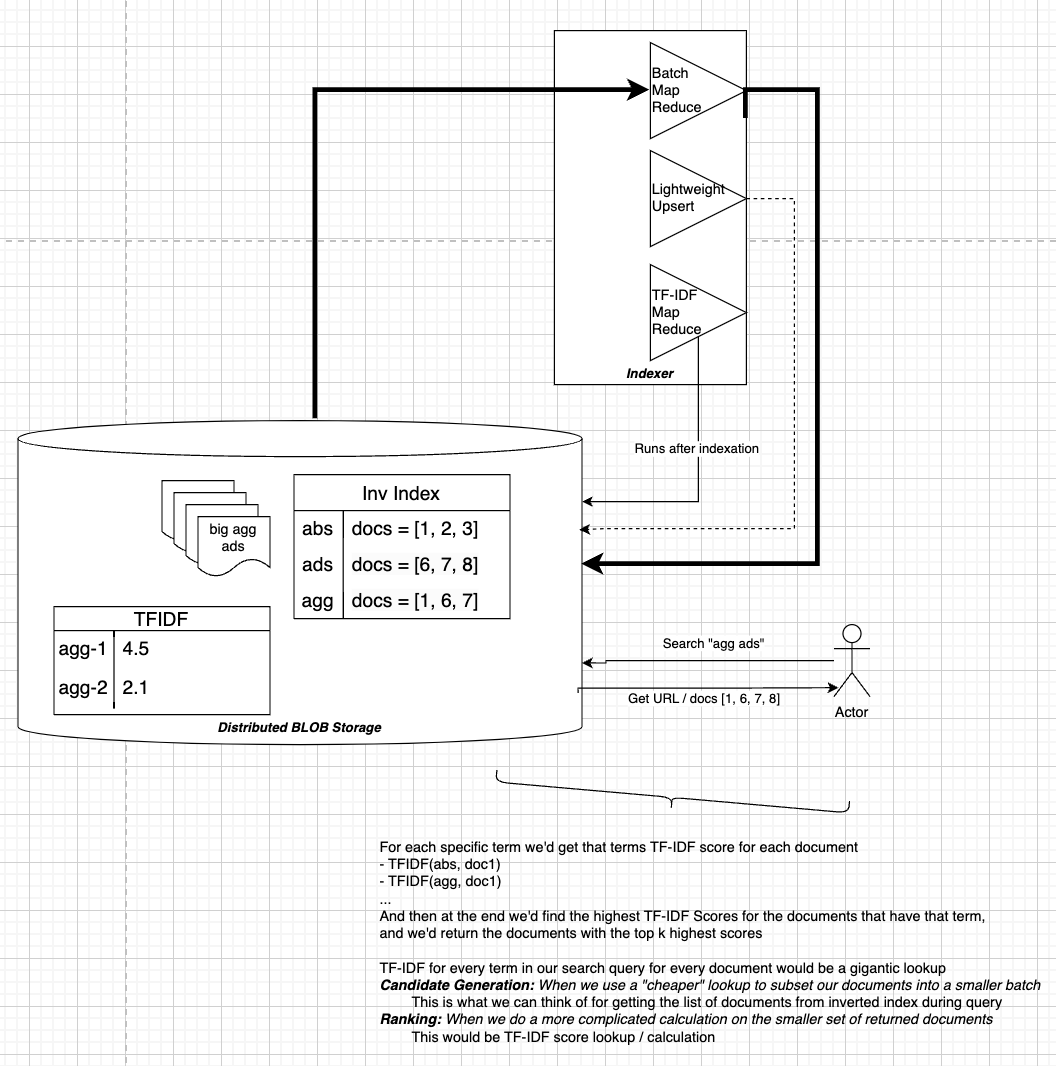 Batch
Map
Reduce
Lightweight
Upsert
TF-IDF
Map
Reduce
Indexer
Runs after indexation
big agg
ads
Inv Index
abs docs = [1, 2, 3]
ads docs = [6, 7, 8]
agg docs = [1, 6, 7]
TFIDF
agg-1 4.5
agg-2 2.1
Distributed BLOB Storage
Search "agg ads"
Get URL / docs [1, 6, 7, 8]
Actor
For each specific term we'd get that terms TF-IDF score for each document
- TFIDF(abs, doc1)
- TFIDF(agg, doc1)
...
And then at the end we'd find the highest TF-IDF Scores for the documents that have that term,
and we'd return the documents with the top k highest scores
TF-IDF for every term in our search query for every document would be a gigantic lookup
Candidate Generation: When we use a "cheaper" lookup to subset our documents into a smaller batch
This is what we can think of for getting the list of documents from inverted index during query
Ranking: When we do a more complicated calculation on the smaller set of returned documents
This would be TF-IDF score lookup / calculation